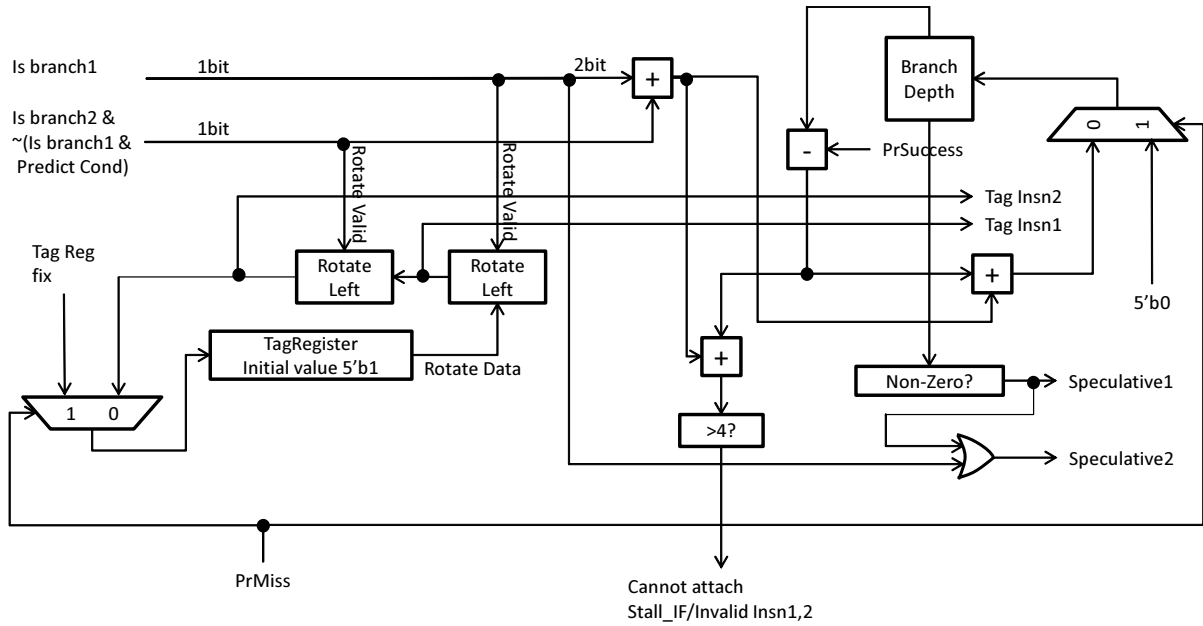 Is branch1
1bit
2bit
+
Branch
Depth
0
1
Is branch2 &
~(Is branch1 &
Predict Cond)
1bit
Rotate Valid
Rotate Valid
-
PrSuccess
Tag Insn2
Tag Insn1
Tag Reg
fix
Rotate
Left
Rotate
Left
+
5'b0
TagRegister
Initial value 5'b1
Rotate Data
+
Non-Zero?
Speculative1
1
0
>4?
Speculative2
PrMiss
Cannot attach
Stall_IF/Invalid Insn1,2